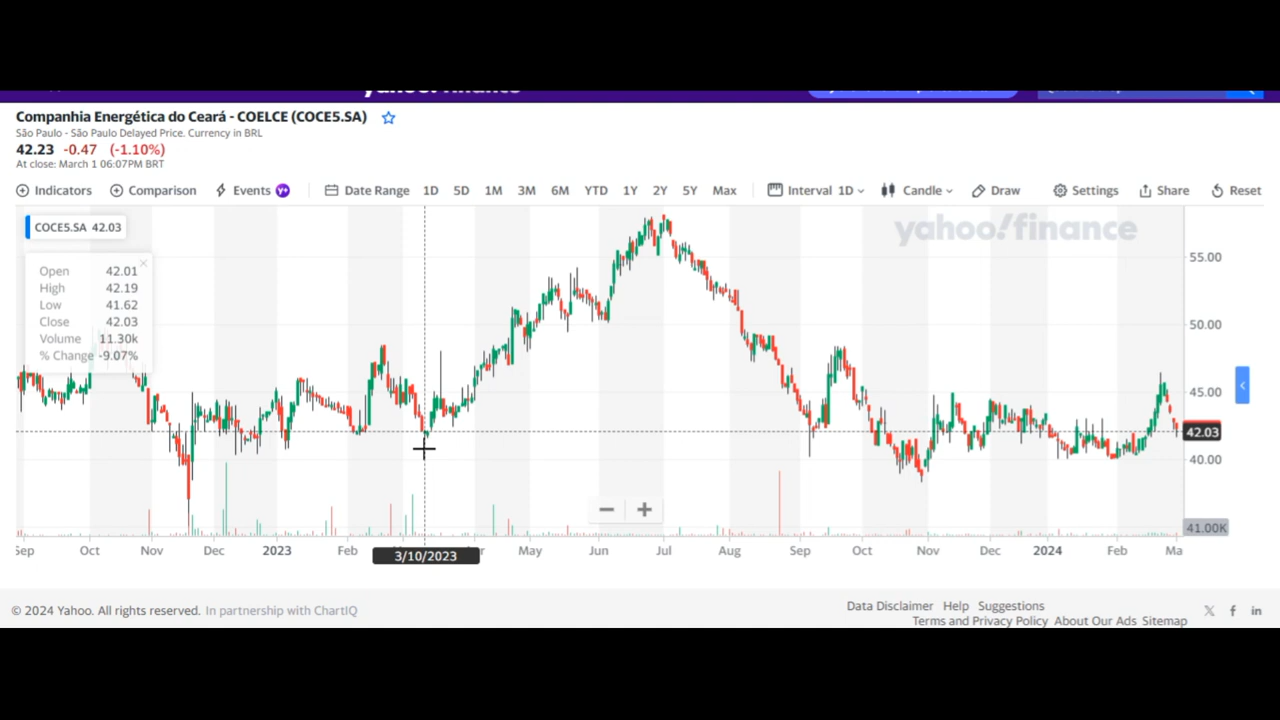 Companhia Energética do Ceará - COELCE (COCE5.SA)
São Paulo - São Paulo Delayed Price. Currency in BRL
42.23 -0.47 (-1.10%)
At close: March 1 06:07PM BRT
Indicators Comparison Events Y+ Date Range 1D 5D 1M 3M 6M YTD 1Y 2Y 5Y Max Interval 1D Candle Draw Settings Share Reset
COCE5.SA 42.03
yahoo!finance
Open 42.01
High 42.19
Low 41.62
Close 42.03
Volume 11.30k
% Change -9.07%
55.00
50.00
45.00
42.03
40.00
41.00K
Sep Oct Nov Dec 2023 Feb May Jun Jul Aug Sep Oct Nov Dec 2024 Feb Ma
3/10/2023
© 2024 Yahoo. All rights reserved. In partnership with ChartIQ
Data Disclaimer Help Suggestions
Terms and Privacy Policy About Our Ads Sitemap